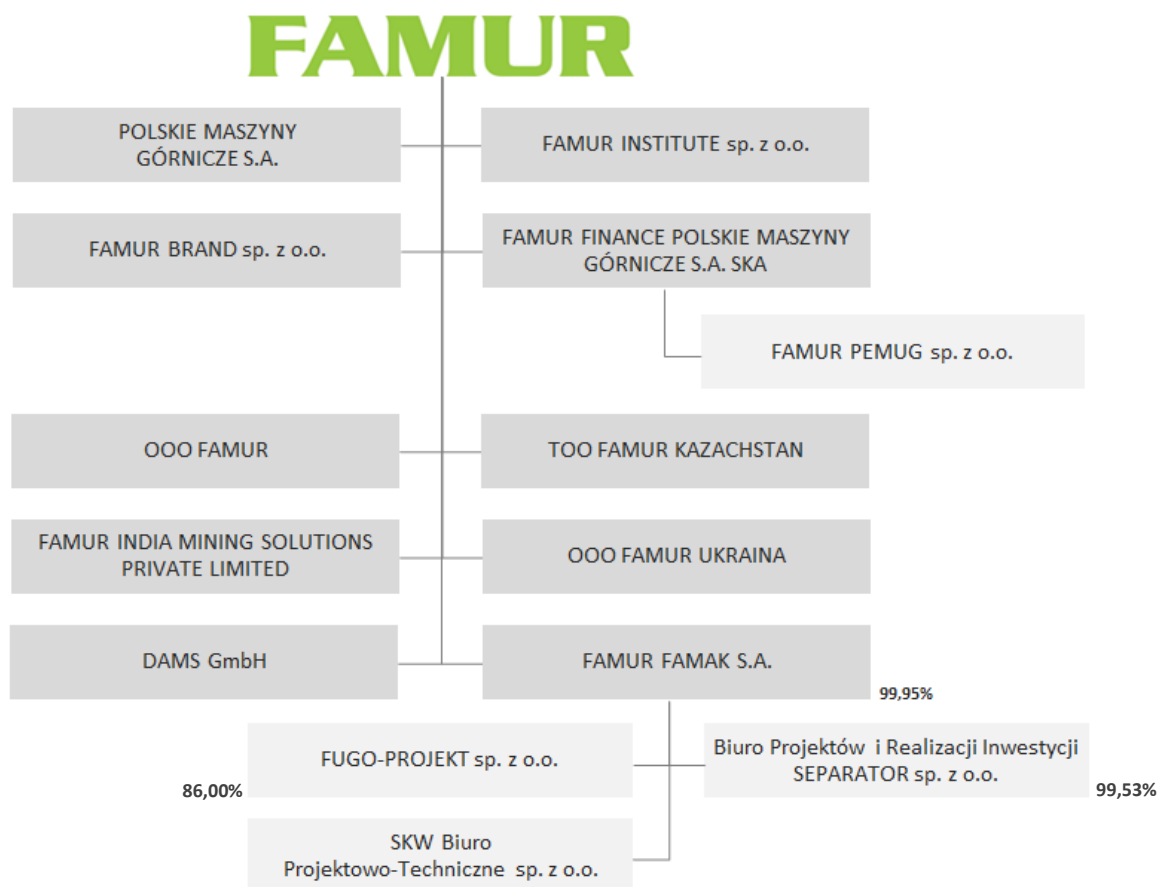 FAMUR
POLSKIE MASZYNY
GÓRNICZE S.A.
FAMUR INSTITUTE sp. z o.o.
FAMUR BRAND sp. z o.o.
FAMUR FINANCE POLSKIE MASZYNY
GÓRNICZE S.A. SKA
FAMUR PEMUG sp. z o.o.
OOO FAMUR
TOO FAMUR KAZACHSTAN
FAMUR INDIA MINING SOLUTIONS
PRIVATE LIMITED
OOO FAMUR UKRAINA
DAMS GmbH
FAMUR FAMAK S.A.
99,95%
FUGO-PROJEKT sp. z o.o.
86,00%
Biuro Projektów i Realizacji Inwestycji
SEPARATOR sp. z o.o.
99,53%
SKW Biuro
Projektowo-Techniczne sp. z o.o.